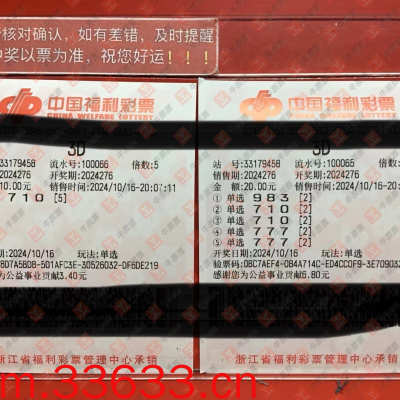 核对确认，如有差错，及时提醒
奖以票为准，祝您好运！！！
中国福利彩票
CHINA WELFARE LOTTERY
3D
33179458 流水号:100066 倍数:5
2024276 开奖期:2024276
10.00元 销售时间:2024/10/16-20:07:11
710 [5]
2024/10/16 玩法:单选
8D7A5BDB-501AFC3E-30526032-0F6DE219
为公益事业贡献3.40元
浙江省福利彩票管理中心承销
中国福利彩票
CHINA WELFARE LOTTERY
3D
站 号:33179458 流水号:100065
销售期:2024276 开奖期:2024276
金 额:20.00元 销售时间:2024/10/16-20:0
① 单选 983 [2]
② 单选 710 [2]
③ 单选 710 [2]
④ 单选 777 [2]
⑤ 单选 777 [2]
开奖日期:2024/10/16 玩法:单选
验票码:08C7AEF4-0B4A714C-ED4CC0F9-3E709032
感谢您为公益事业贡献6.80元
浙江省福利彩票管理中心承销
m.33633.cn